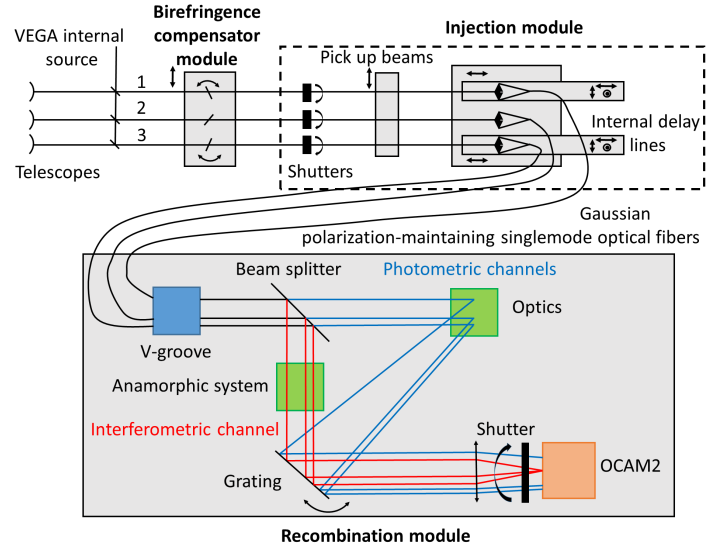 Birefringence
compensator
module
VEGA internal
source
Injection module
Pick up beams
1
2
3
Internal delay
lines
Telescopes
Shutters
Gaussian
polarization-maintaining singlemode optical fibers
Beam splitter
Photometric channels
Optics
V-groove
Anamorphic system
Interferometric channel
Shutter
OCAM2
Grating
Recombination module